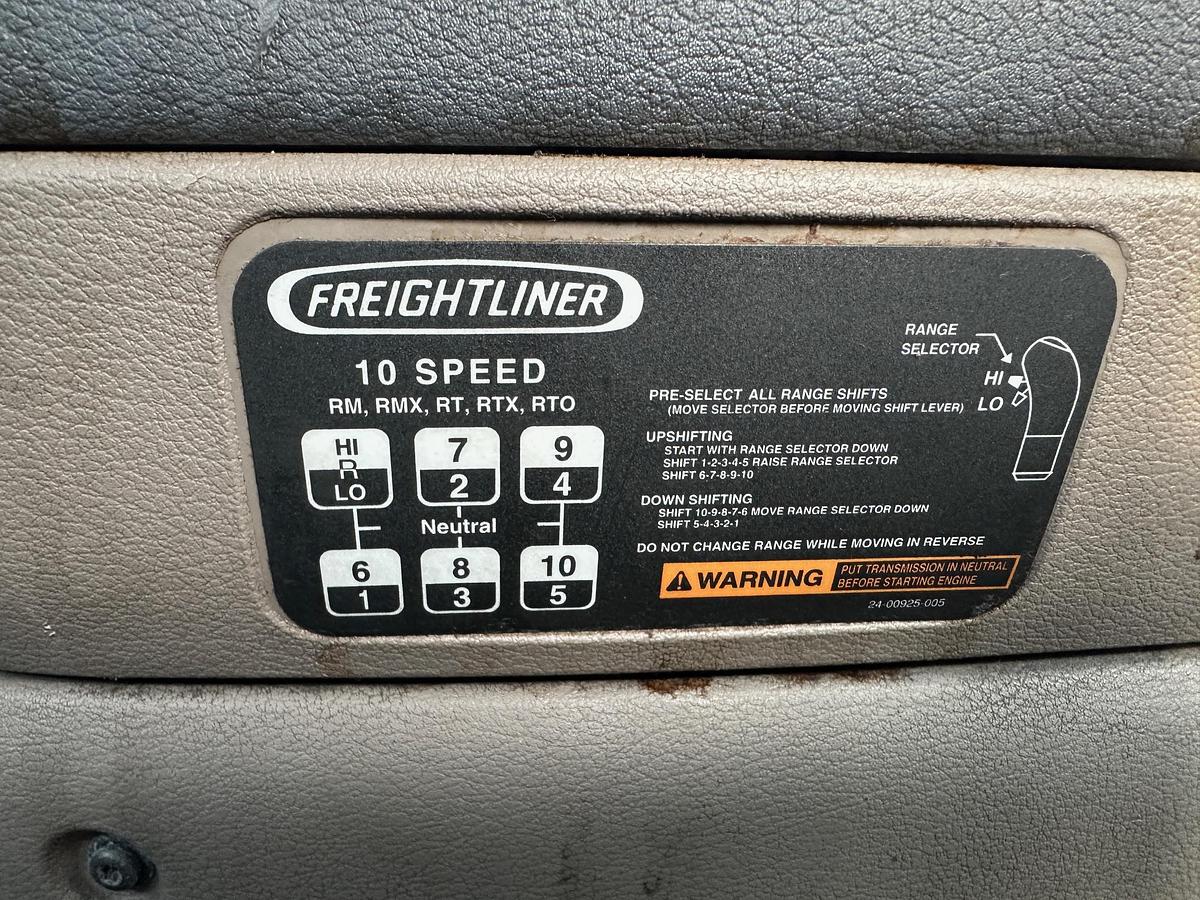 FREIGHTLINER
10 SPEED
RM, RMX, RT, RTX, RTO
HI
R
LO
7
2
9
4
Neutral
6
1
8
3
10
5
RANGE
SELECTOR
HI
LO
PRE-SELECT ALL RANGE SHIFTS
(MOVE SELECTOR BEFORE MOVING SHIFT LEVER)
UPSHIFTING
START WITH RANGE SELECTOR DOWN
SHIFT 1-2-3-4-5 RAISE RANGE SELECTOR
SHIFT 6-7-8-9-10
DOWN SHIFTING
SHIFT 10-9-8-7-6 MOVE RANGE SELECTOR DOWN
SHIFT 5-4-3-2-1
DO NOT CHANGE RANGE WHILE MOVING IN REVERSE
WARNING
PUT TRANSMISSION IN NEUTRAL
BEFORE STARTING ENGINE
24-00925-005